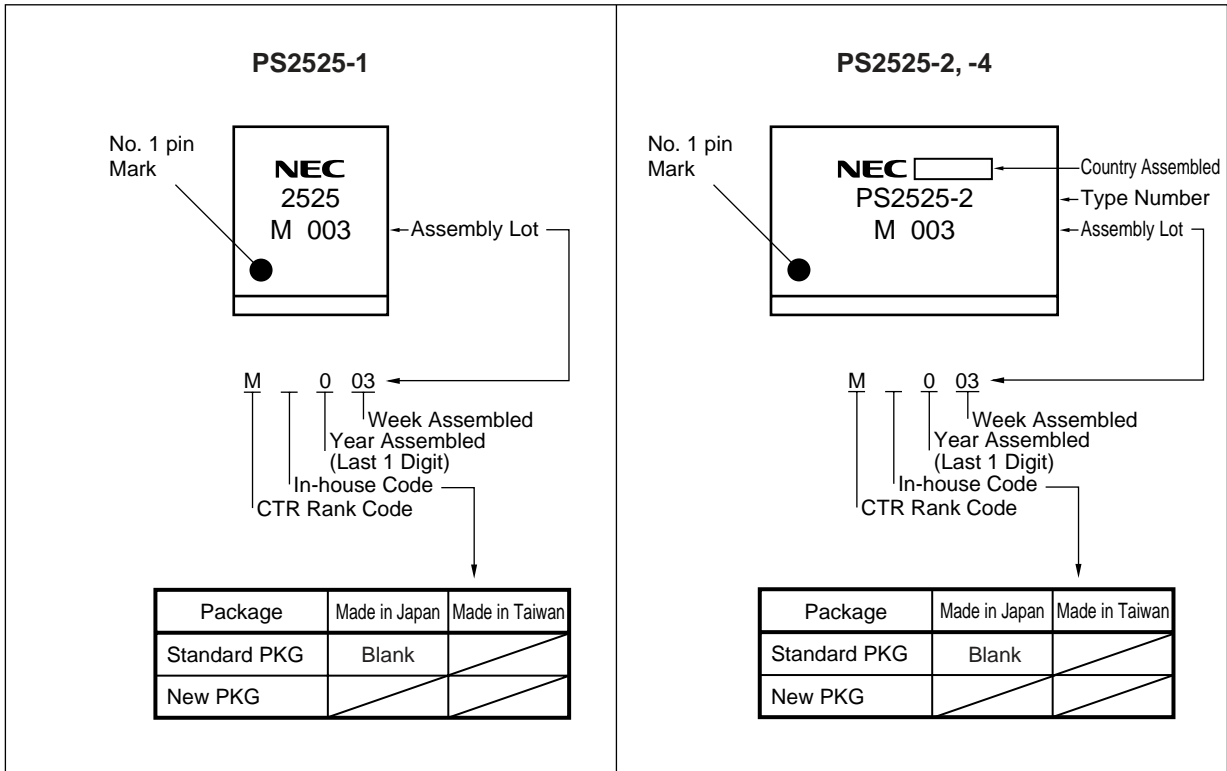 PS2525-1
No. 1 pin
Mark
NEC
2525
M 003
Assembly Lot
M 0 03
Week Assembled
Year Assembled
(Last 1 Digit)
In-house Code
CTR Rank Code
Package Made in Japan Made in Taiwan
Standard PKG Blank
New PKG
PS2525-2, -4
No. 1 pin
Mark
NEC Country Assembled
PS2525-2 Type Number
M 003 Assembly Lot
M 0 03
Week Assembled
Year Assembled
(Last 1 Digit)
In-house Code
CTR Rank Code
Package Made in Japan Made in Taiwan
Standard PKG Blank
New PKG